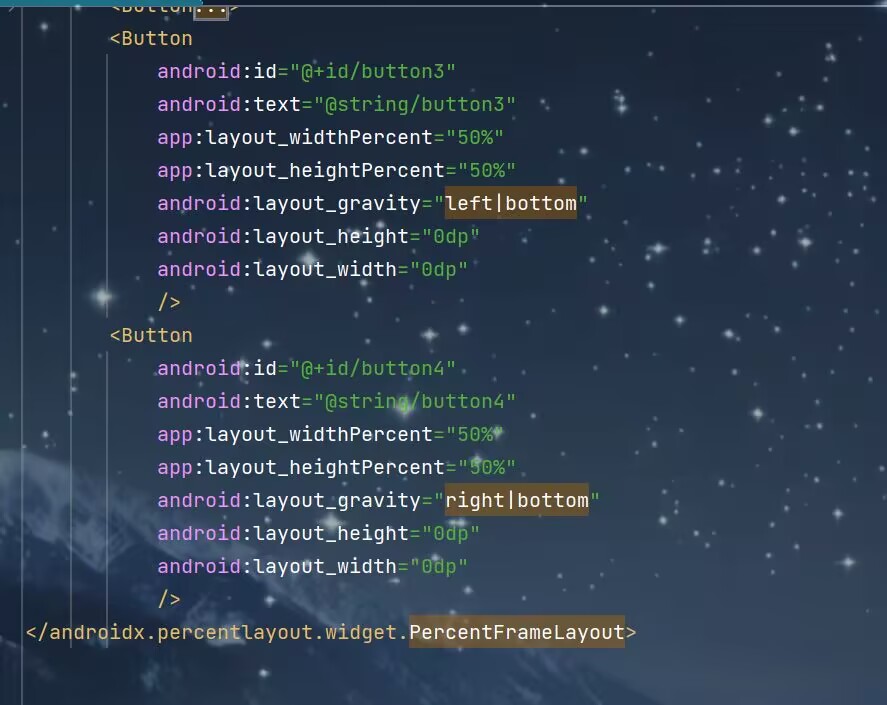 <Button...>
<Button
android:id="@+id/button3"
android:text="@string/button3"
app:layout_widthPercent="50%"
app:layout_heightPercent="50%"
android:layout_gravity="left|bottom"
android:layout_height="0dp"
android:layout_width="0dp"
/>
<Button
android:id="@+id/button4"
android:text="@string/button4"
app:layout_widthPercent="50%"
app:layout_heightPercent="50%"
android:layout_gravity="right|bottom"
android:layout_height="0dp"
android:layout_width="0dp"
/>
</androidx.percentlayout.widget.PercentFrameLayout>